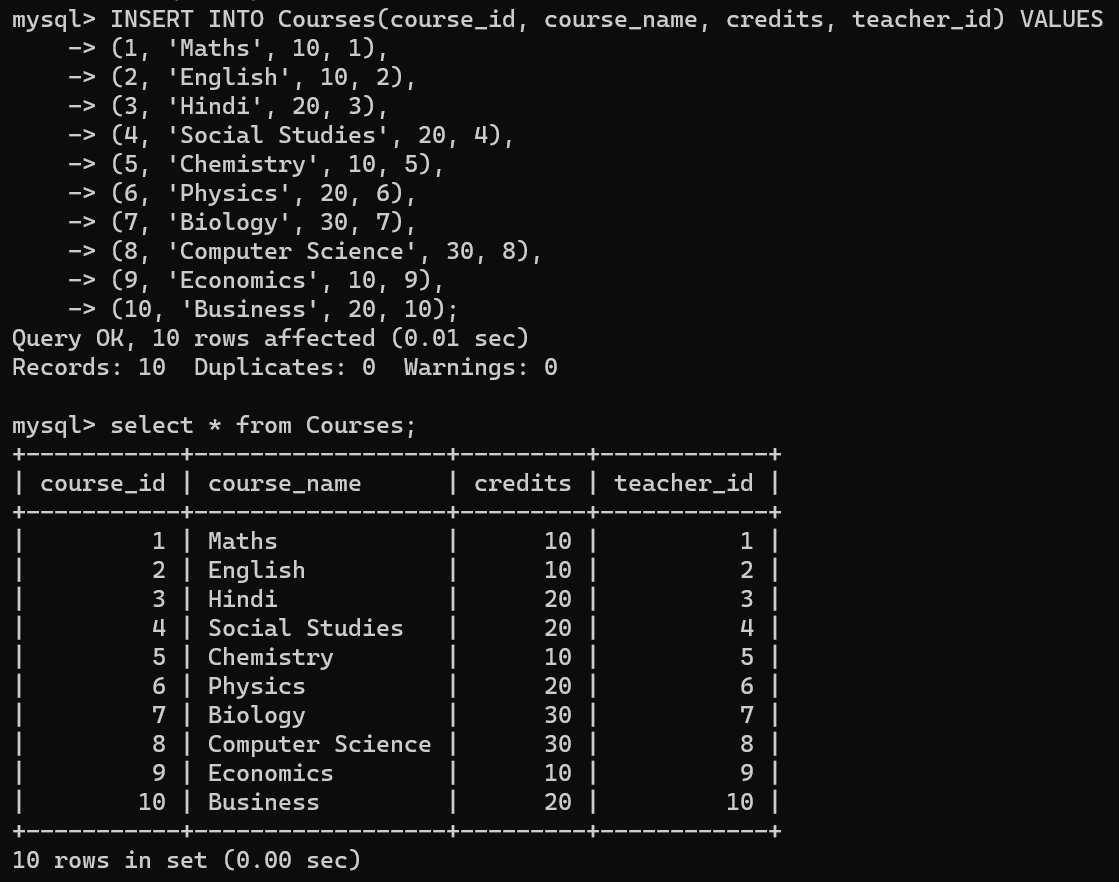 mysql> INSERT INTO Courses(course_id, course_name, credits, teacher_id) VALUES
    -> (1, 'Maths', 10, 1),
    -> (2, 'English', 10, 2),
    -> (3, 'Hindi', 20, 3),
    -> (4, 'Social Studies', 20, 4),
    -> (5, 'Chemistry', 10, 5),
    -> (6, 'Physics', 20, 6),
    -> (7, 'Biology', 30, 7),
    -> (8, 'Computer Science', 30, 8),
    -> (9, 'Economics', 10, 9),
    -> (10, 'Business', 20, 10);
Query OK, 10 rows affected (0.01 sec)
Records: 10  Duplicates: 0  Warnings: 0

mysql> select * from Courses;
+-----------+------------------+---------+------------+
| course_id | course_name      | credits | teacher_id |
+-----------+------------------+---------+------------+
|         1 | Maths            |      10 |          1 |
|         2 | English          |      10 |          2 |
|         3 | Hindi            |      20 |          3 |
|         4 | Social Studies   |      20 |          4 |
|         5 | Chemistry        |      10 |          5 |
|         6 | Physics          |      20 |          6 |
|         7 | Biology          |      30 |          7 |
|         8 | Computer Science |      30 |          8 |
|         9 | Economics        |      10 |          9 |
|        10 | Business         |      20 |         10 |
+-----------+------------------+---------+------------+
10 rows in set (0.00 sec)